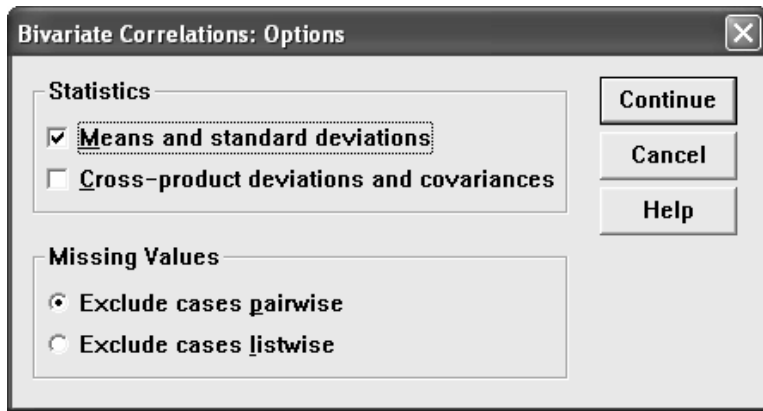 Bivariate Correlations: Options
Statistics
Means and standard deviations
Cross-product deviations and covariances
Missing Values
Exclude cases pairwise
Exclude cases listwise
Continue
Cancel
Help